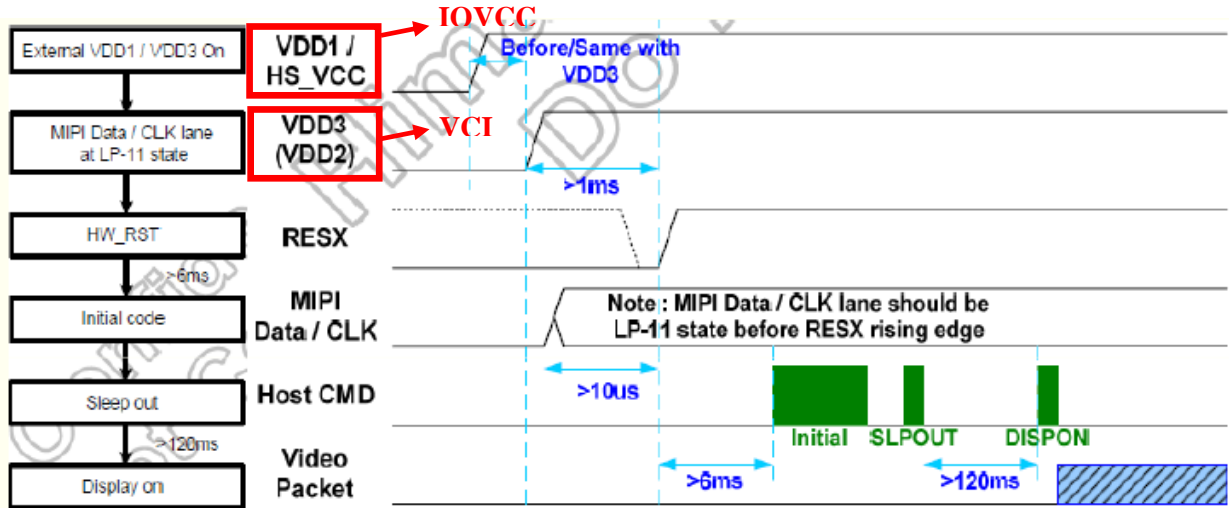 IOVCC
External VDD1 / VDD3 On
VDD1 /
HS_VCC
Before/Same with
VDD3
MIPI Data / CLK lane
at LP-11 state
VDD3
(VDD2)
VCI
>1ms
HW_RST
RESX
>6ms
Initial code
MIPI
Data / CLK
Note : MIPI Data / CLK lane should be
LP-11 state before RESX rising edge
Sleep out
Host CMD
>10us
Initial
SLPOUT
DISPON
>120ms
Display on
Video
Packet
>6ms
>120ms